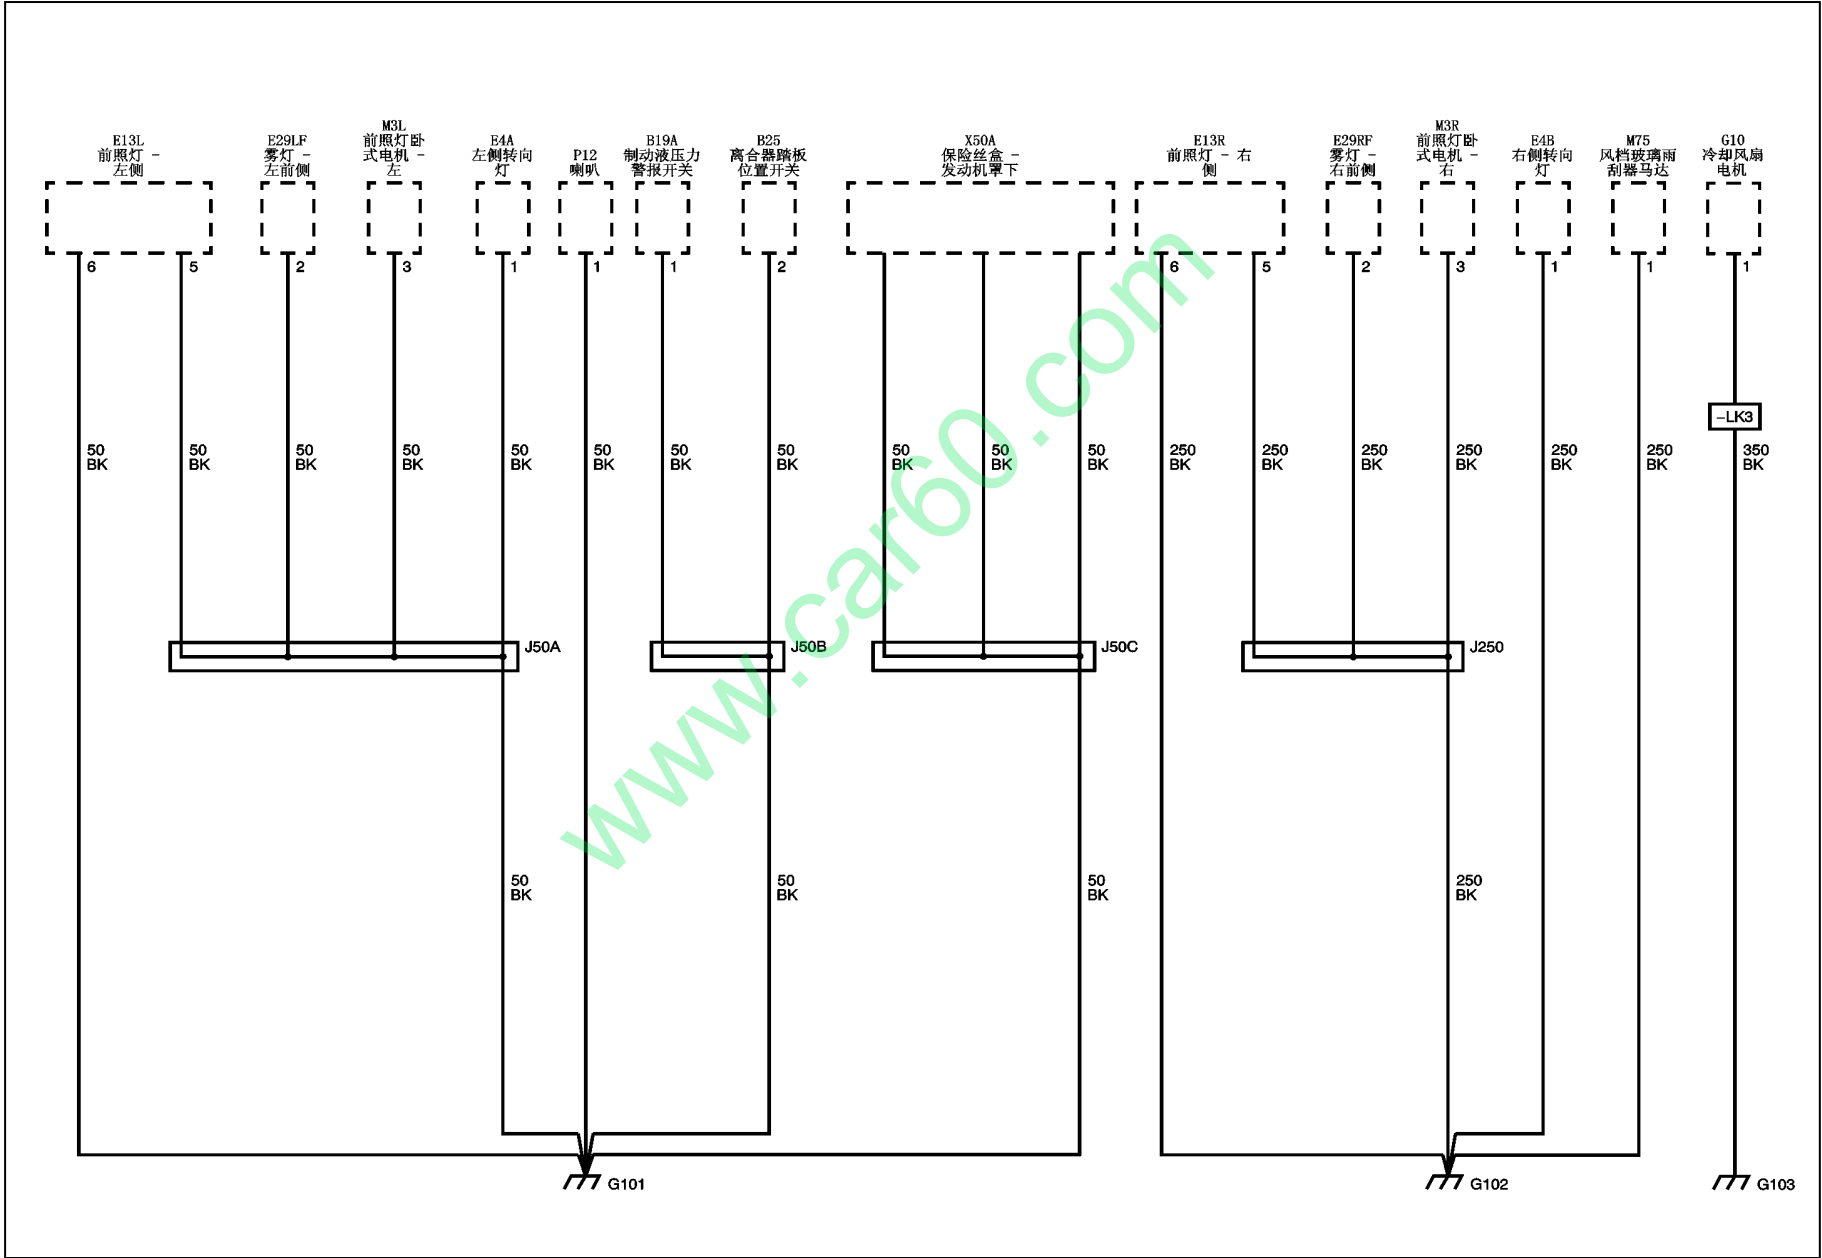 E13L
前照灯 -
左侧
E29LF
雾灯 -
左前侧
M3L
前照灯卧
式电机 -
左
E4A
左侧转向
灯
P12
喇叭
B19A
制动液压力
警报开关
B25
离合器踏板
位置开关
X50A
保险丝盒 -
发动机罩下
E13R
前照灯 - 右
侧
E29RF
雾灯 -
右前侧
M3R
前照灯卧
式电机 -
右
E4B
右侧转向
灯
M75
风档玻璃雨
刮器马达
G10
冷却风扇
电机
6
5
2
3
1
1
1
2
6
5
2
3
1
1
1
-LK3
50
BK
50
BK
50
BK
50
BK
50
BK
50
BK
50
BK
50
BK
50
BK
50
BK
50
BK
250
BK
250
BK
250
BK
250
BK
250
BK
250
BK
350
BK
J50A
J50B
J50C
J250
50
BK
50
BK
50
BK
250
BK
G101
G102
G103
www.car60.com